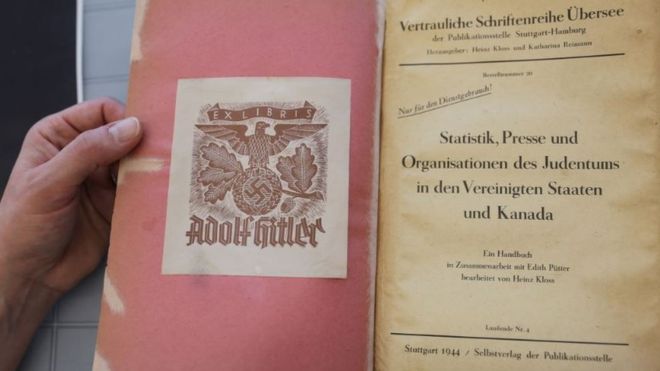 EX LIBRIS
Adolf Hitler
Vertrauliche Schriftenreihe Übersee
der Publikationsstelle Stuttgart-Hamburg
Herausgeber: Heinz Kloss und Katharina Reimann
Bestellnummer 20
Nur für den Dienstgebrauch!
Statistik, Presse und
Organisationen des Judentums
in den Vereinigten Staaten
und Kanada
Ein Handbuch
in Zusammenarbeit mit Edith Pütter
bearbeitet von Heinz Kloss
Laufende Nr. 4
Stuttgart 1944 / Selbstverlag der Publikationsstelle